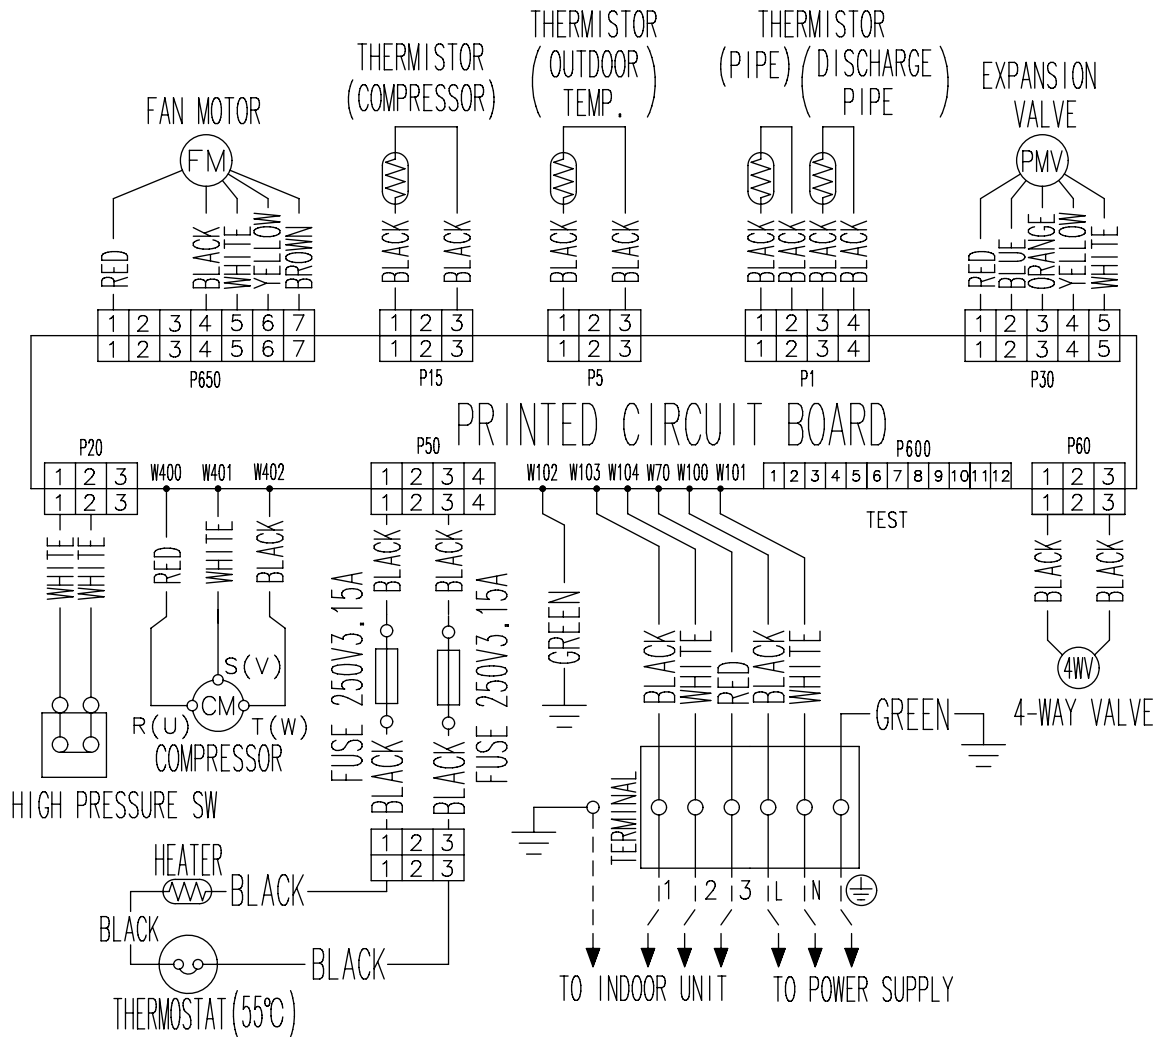 THERMISTOR
(OUTDOOR TEMP.)
THERMISTOR
(PIPE) (DISCHARGE PIPE)
THERMISTOR
(COMPRESSOR)
EXPANSION
VALVE
FAN MOTOR
FM
PMV
RED BLACK WHITE YELLOW BROWN
BLACK BLACK
BLACK BLACK
BLACK BLACK BLACK BLACK
RED BLUE ORANGE YELLOW WHITE
1 2 3 4 5 6 7
1 2 3 4 5 6 7
P650
1 2 3
1 2 3
P15
1 2 3
1 2 3
P5
1 2 3 4
1 2 3 4
P1
1 2 3 4 5
1 2 3 4 5
P30
PRINTED CIRCUIT BOARD
P20
1 2 3
1 2 3
W400 W401 W402
P50
1 2 3 4
1 2 3 4
W102 W103 W104 W70 W100 W101
P600
1 2 3 4 5 6 7 8 9 10 11 12
TEST
P60
1 2 3
1 2 3
WHITE WHITE
RED WHITE BLACK
BLACK BLACK
FUSE 250V3.15A
FUSE 250V3.15A
GREEN
BLACK WHITE RED BLACK WHITE
BLACK BLACK
4WV
4-WAY VALVE
S(V)
CM
R(U) T(W)
COMPRESSOR
HIGH PRESSURE SW
BLACK BLACK
GREEN
TERMINAL
1 2 3
1 2 3
HEATER
BLACK
BLACK
BLACK
THERMOSTAT(55℃)
1 2 3 L N
TO INDOOR UNIT
TO POWER SUPPLY